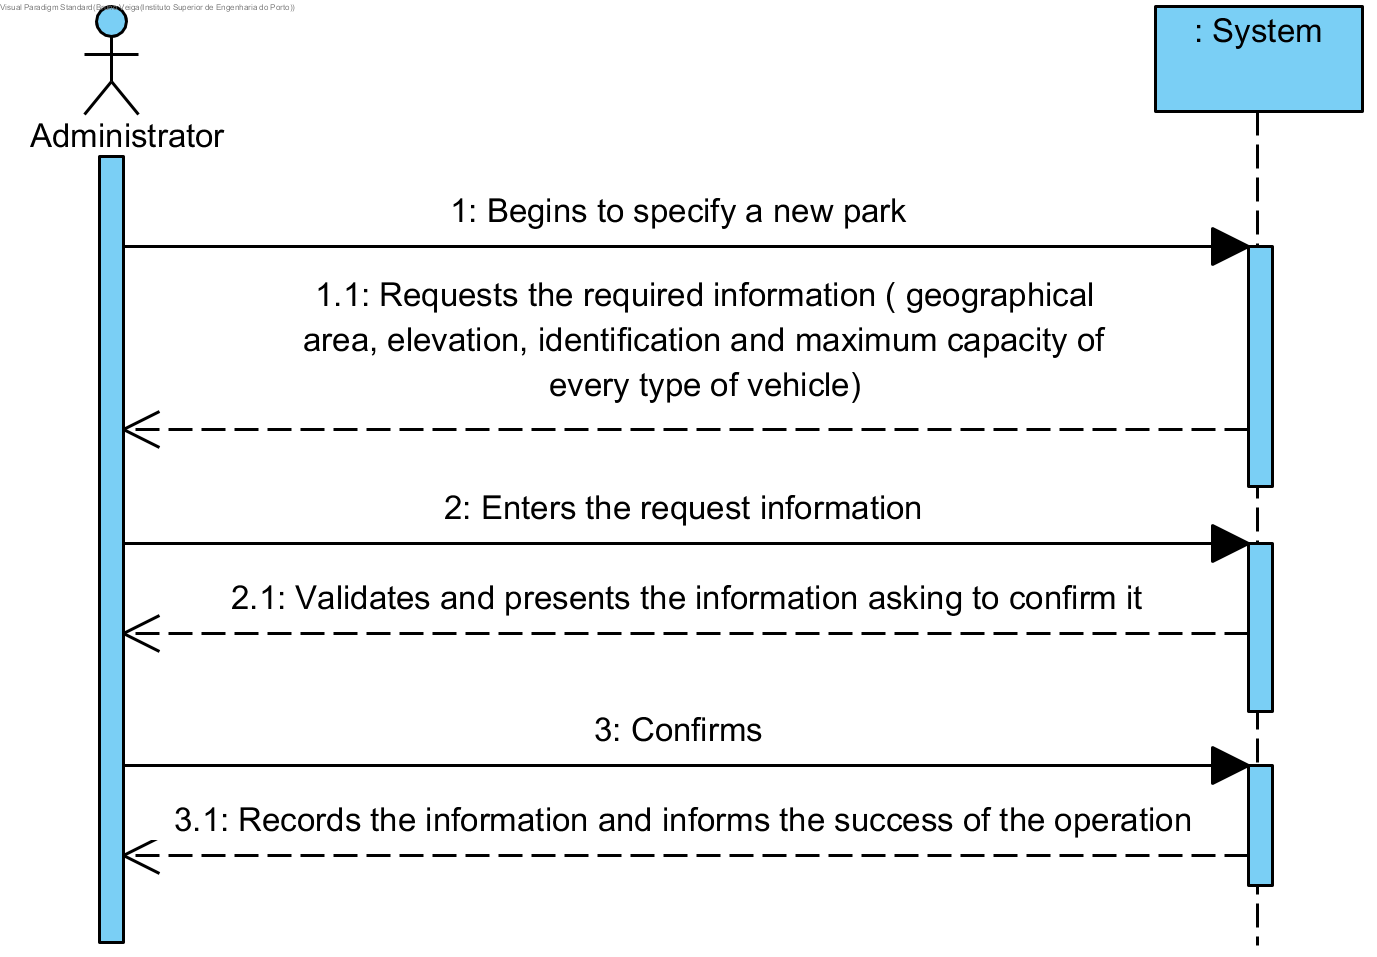 Visual Paradigm Standard(Veiga(Instituto Superior de Engenharia do Porto))
: System
Administrator
1: Begins to specify a new park
1.1: Requests the required information ( geographical
area, elevation, identification and maximum capacity of
every type of vehicle)
2: Enters the request information
2.1: Validates and presents the information asking to confirm it
3: Confirms
3.1: Records the information and informs the success of the operation